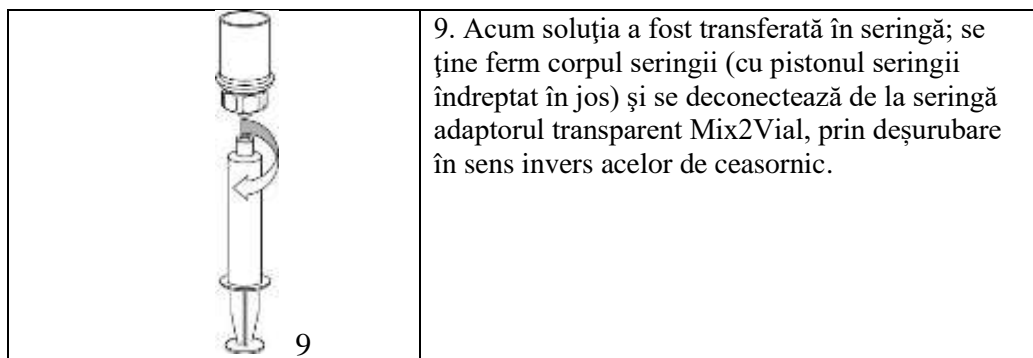 9
9. Acum soluţia a fost transferată în seringă; se
ţine ferm corpul seringii (cu pistonul seringii
îndreptat în jos) şi se deconectează de la seringă
adaptorul transparent Mix2Vial, prin deșurubare
în sens invers acelor de ceasornic.